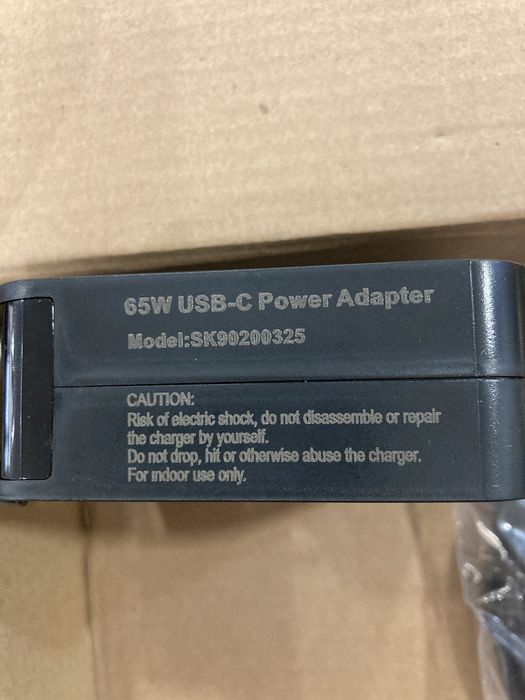 65W USB-C Power Adapter
Model:SK90200325
CAUTION:
Risk of electric shock, do not disassemble or repair
the charger by yourself.
Do not drop, hit or otherwise abuse the charger.
For indoor use only.